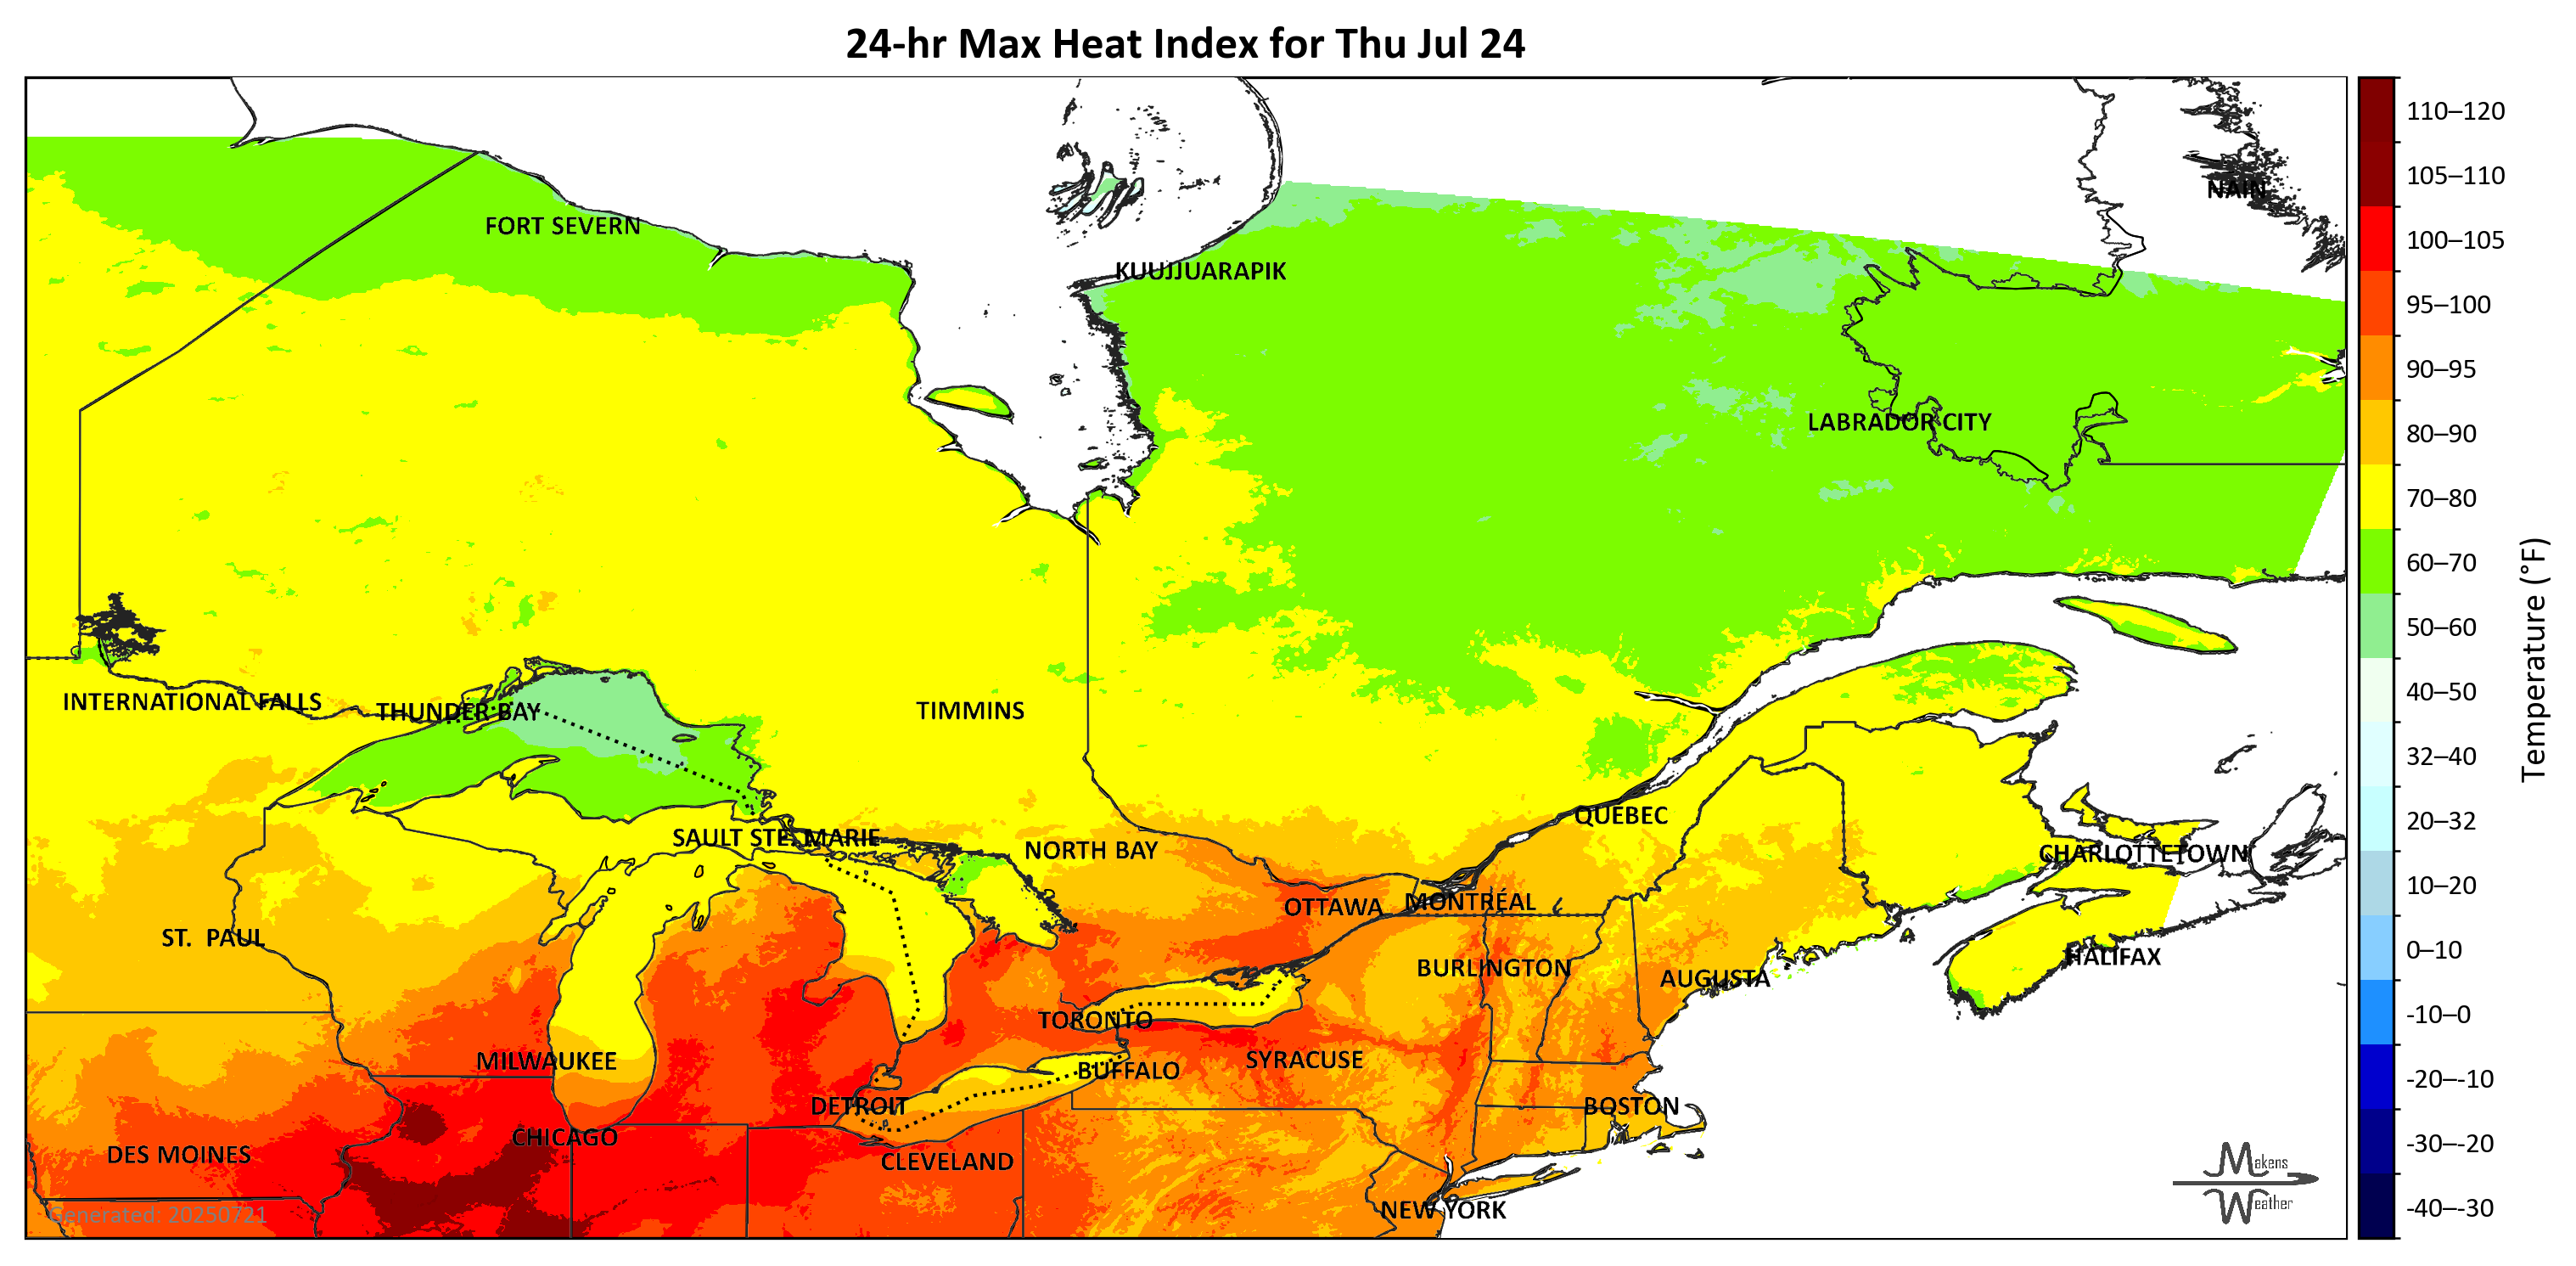 24-hr Max Heat Index for Thu Jul 24
110–120
105–110
100–105
95–100
90–95
80–90
70–80
60–70
50–60
40–50
32–40
20–32
10–20
0–10
-10–0
-20–-10
-30–-20
-40–-30
Temperature (°F)
NAIN
FORT SEVERN
KUUJJUARAPIK
LABRADOR CITY
INTERNATIONAL FALLS
THUNDER BAY
TIMMINS
QUEBEC
SAULT STE. MARIE
NORTH BAY
CHARLOTTETOWN
OTTAWA
MONTRÉAL
ST. PAUL
HALIFAX
BURLINGTON
AUGUSTA
TORONTO
MILWAUKEE
SYRACUSE
BUFFALO
DETROIT
BOSTON
CHICAGO
DES MOINES
CLEVELAND
NEW YORK
Generated: 20250721
Makens
Weather